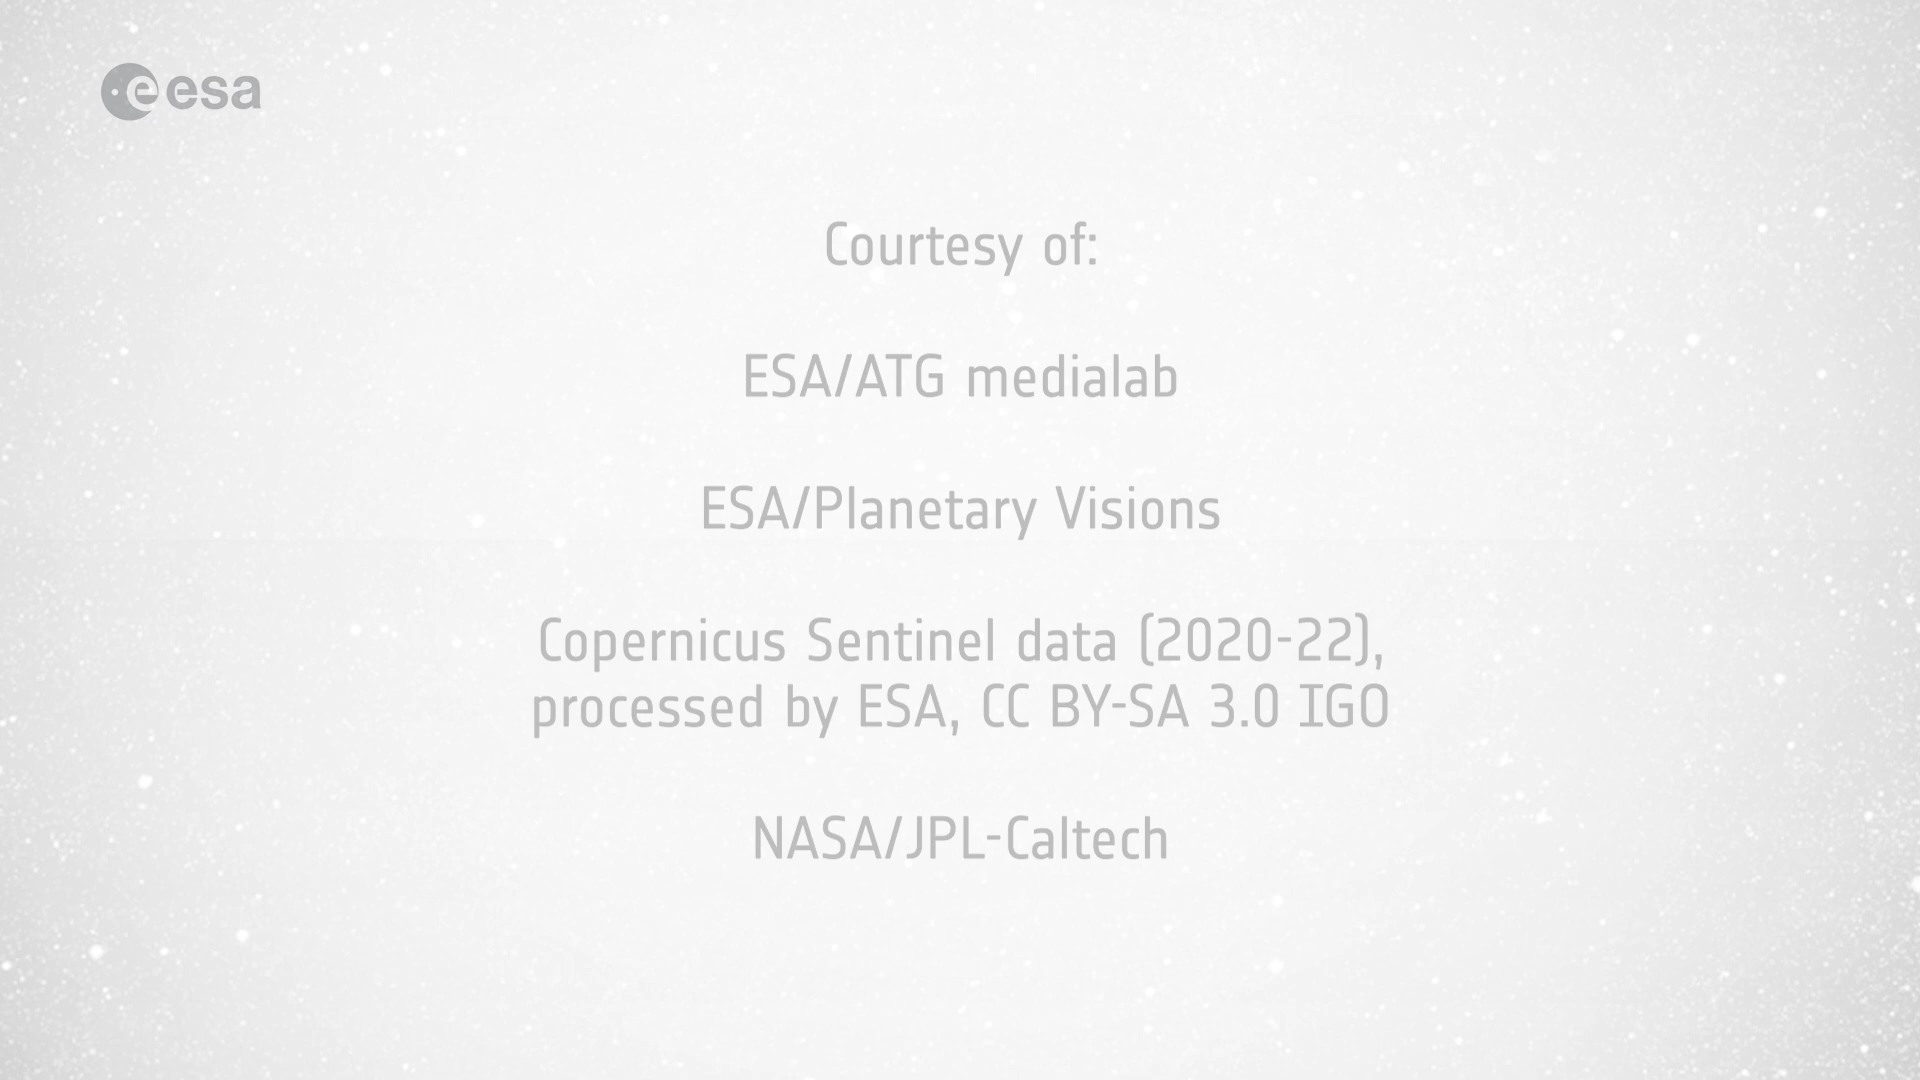 esa
Courtesy of:
ESA/ATG medialab
ESA/Planetary Visions
Copernicus Sentinel data (2020-22),
processed by ESA, CC BY-SA 3.0 IGO
NASA/JPL-Caltech